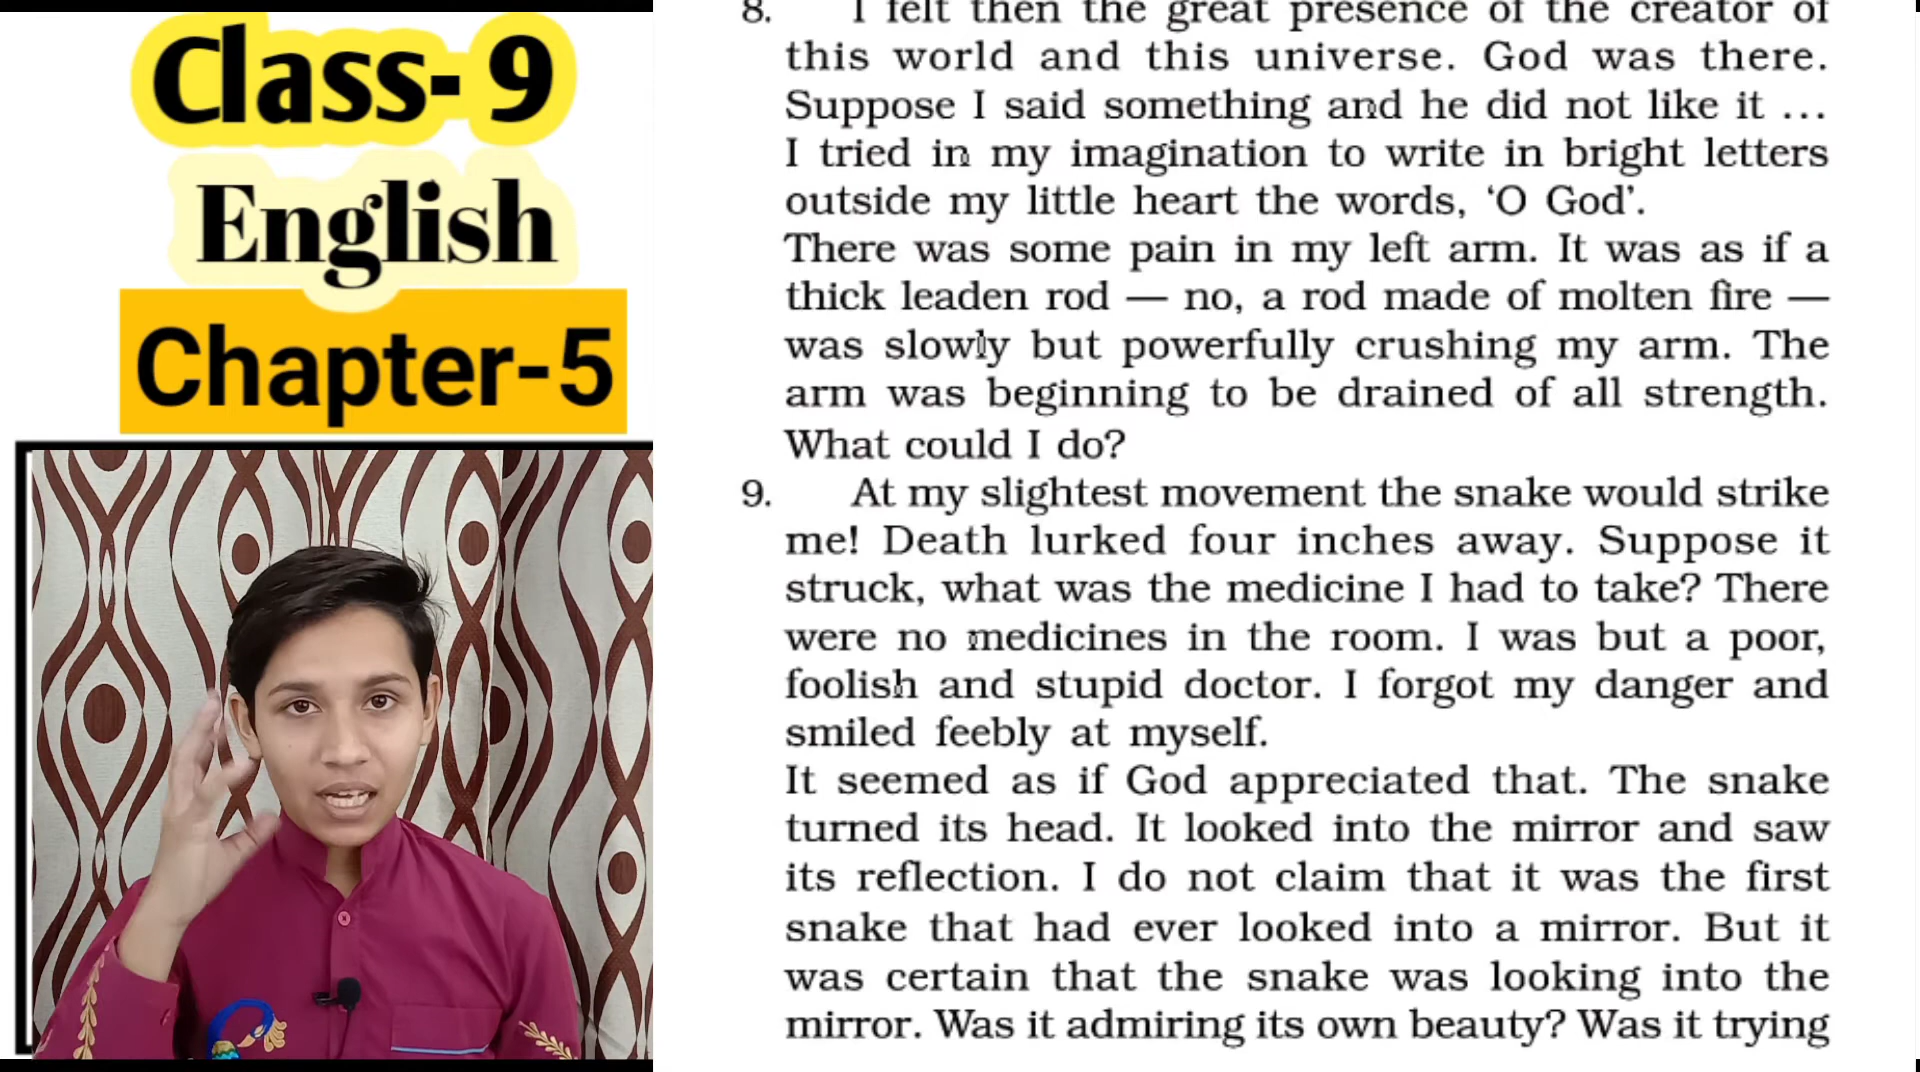 Class- 9
English
Chapter-5
8. I felt then the great presence of the creator of
this world and this universe. God was there.
Suppose I said something and he did not like it ...
I tried in my imagination to write in bright letters
outside my little heart the words, ‘O God’.
There was some pain in my left arm. It was as if a
thick leaden rod — no, a rod made of molten fire —
was slowly but powerfully crushing my arm. The
arm was beginning to be drained of all strength.
What could I do?
9. At my slightest movement the snake would strike
me! Death lurked four inches away. Suppose it
struck, what was the medicine I had to take? There
were no medicines in the room. I was but a poor,
foolish and stupid doctor. I forgot my danger and
smiled feebly at myself.
It seemed as if God appreciated that. The snake
turned its head. It looked into the mirror and saw
its reflection. I do not claim that it was the first
snake that had ever looked into a mirror. But it
was certain that the snake was looking into the
mirror. Was it admiring its own beauty? Was it trying